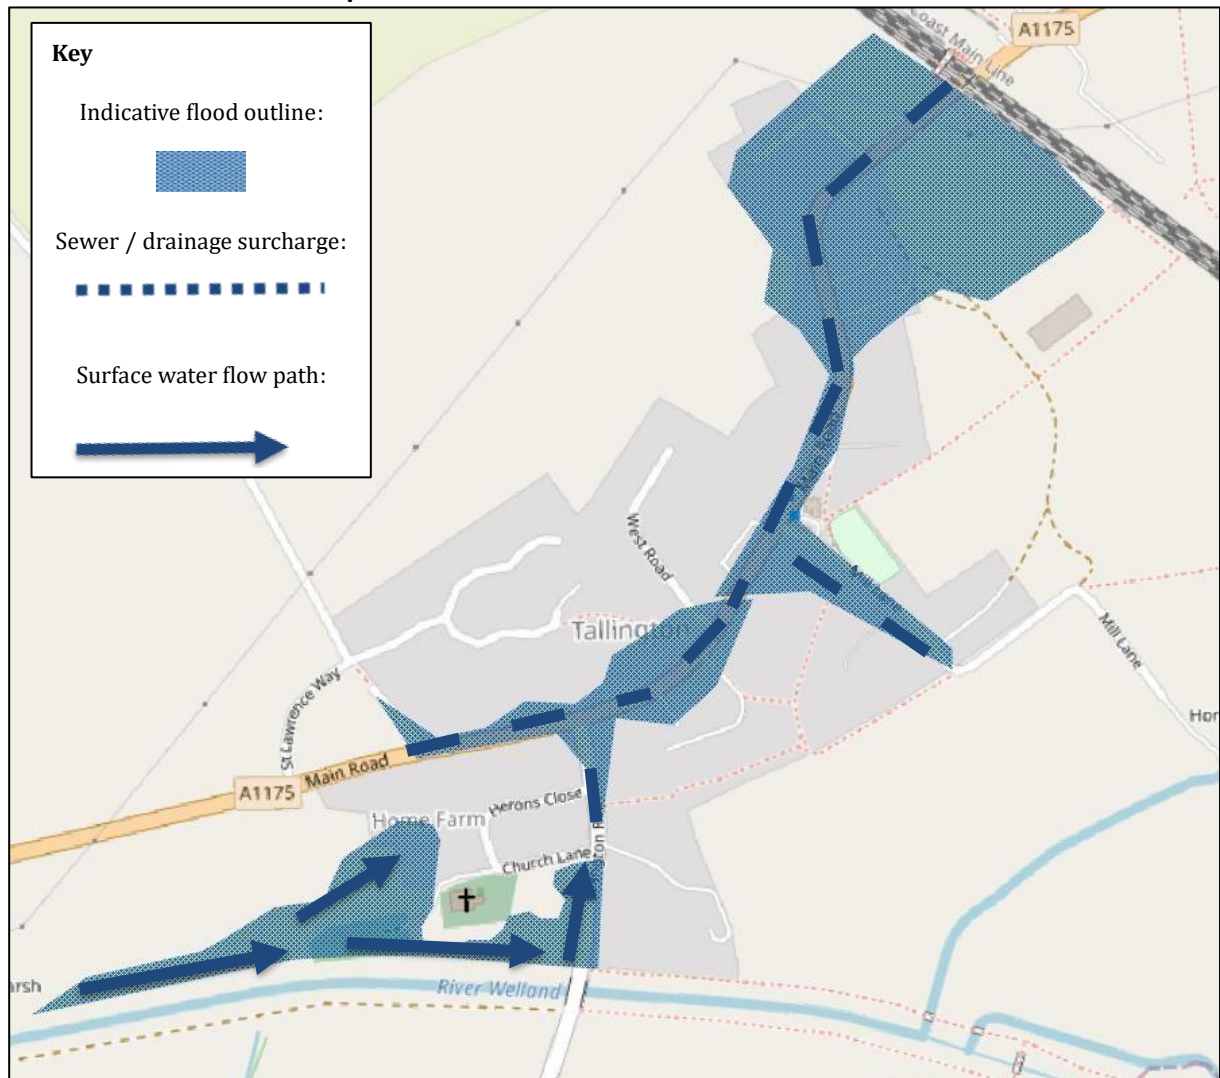 Key
Indicative flood outline:
Sewer / drainage surcharge:
Surface water flow path:
Coast Main Line
A1175
West Road
Tallington
Mill Lane
St Lawrence Way
Main Road
A1175
Herons Close
Home Farm
Church Lane
River Welland